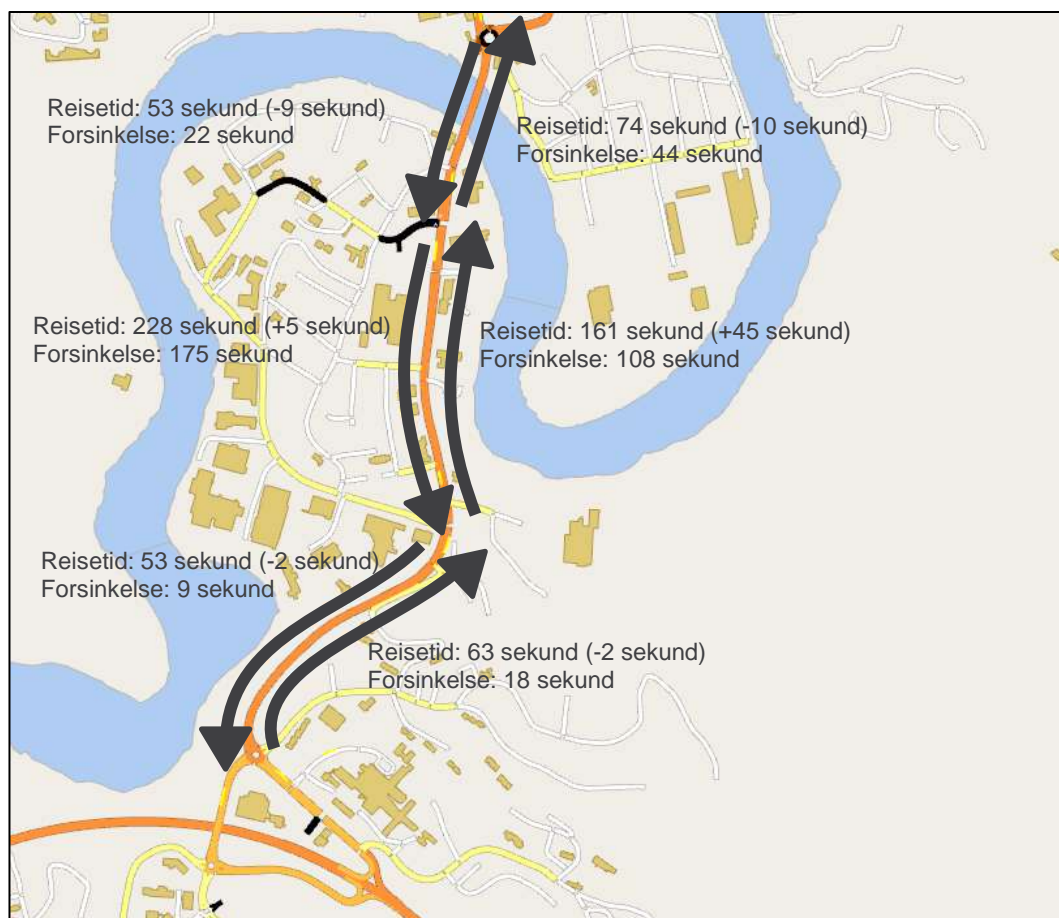 Reisetid: 53 sekund (-9 sekund)
Forsinkelse: 22 sekund
Reisetid: 74 sekund (-10 sekund)
Forsinkelse: 44 sekund
Reisetid: 228 sekund (+5 sekund)
Forsinkelse: 175 sekund
Reisetid: 161 sekund (+45 sekund)
Forsinkelse: 108 sekund
Reisetid: 53 sekund (-2 sekund)
Forsinkelse: 9 sekund
Reisetid: 63 sekund (-2 sekund)
Forsinkelse: 18 sekund